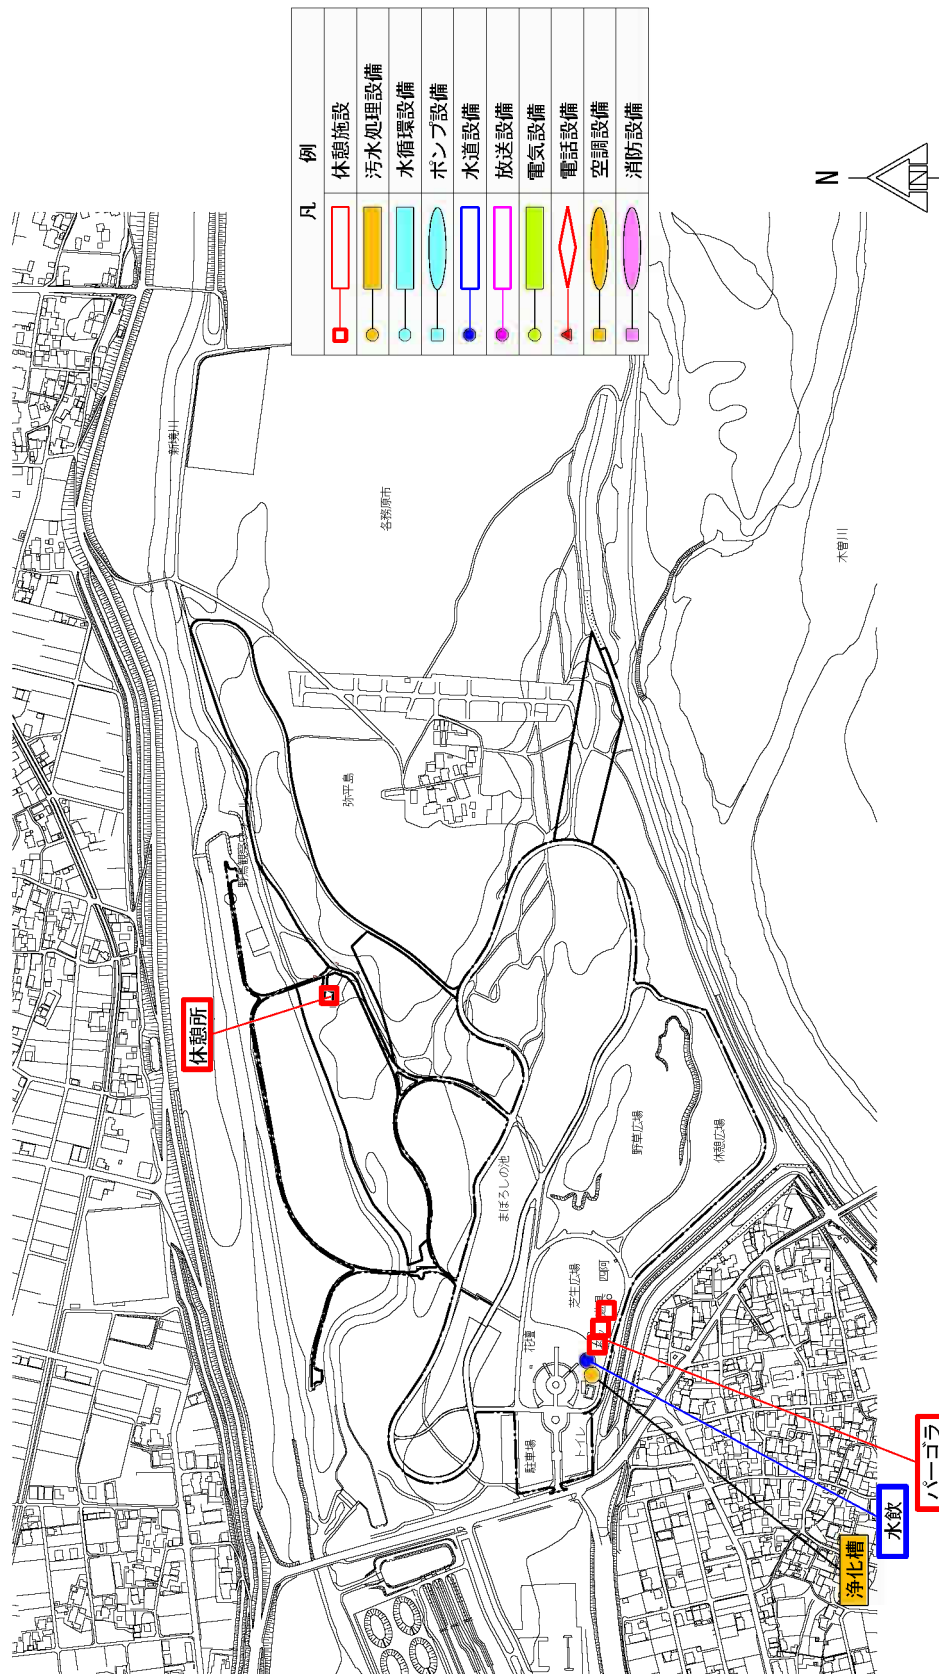 凡例
休憩施設
汚水処理設備
水循環設備
ポンプ設備
水道設備
放送設備
電気設備
電話設備
空調設備
消防設備
N
新境川
各務原市
木曽川
弥平島
休憩所
まぼろしの池
野草広場
休憩広場
芝生広場
四阿
花壇
駐車場
トイレ
パーゴラ
水飲
浄化槽